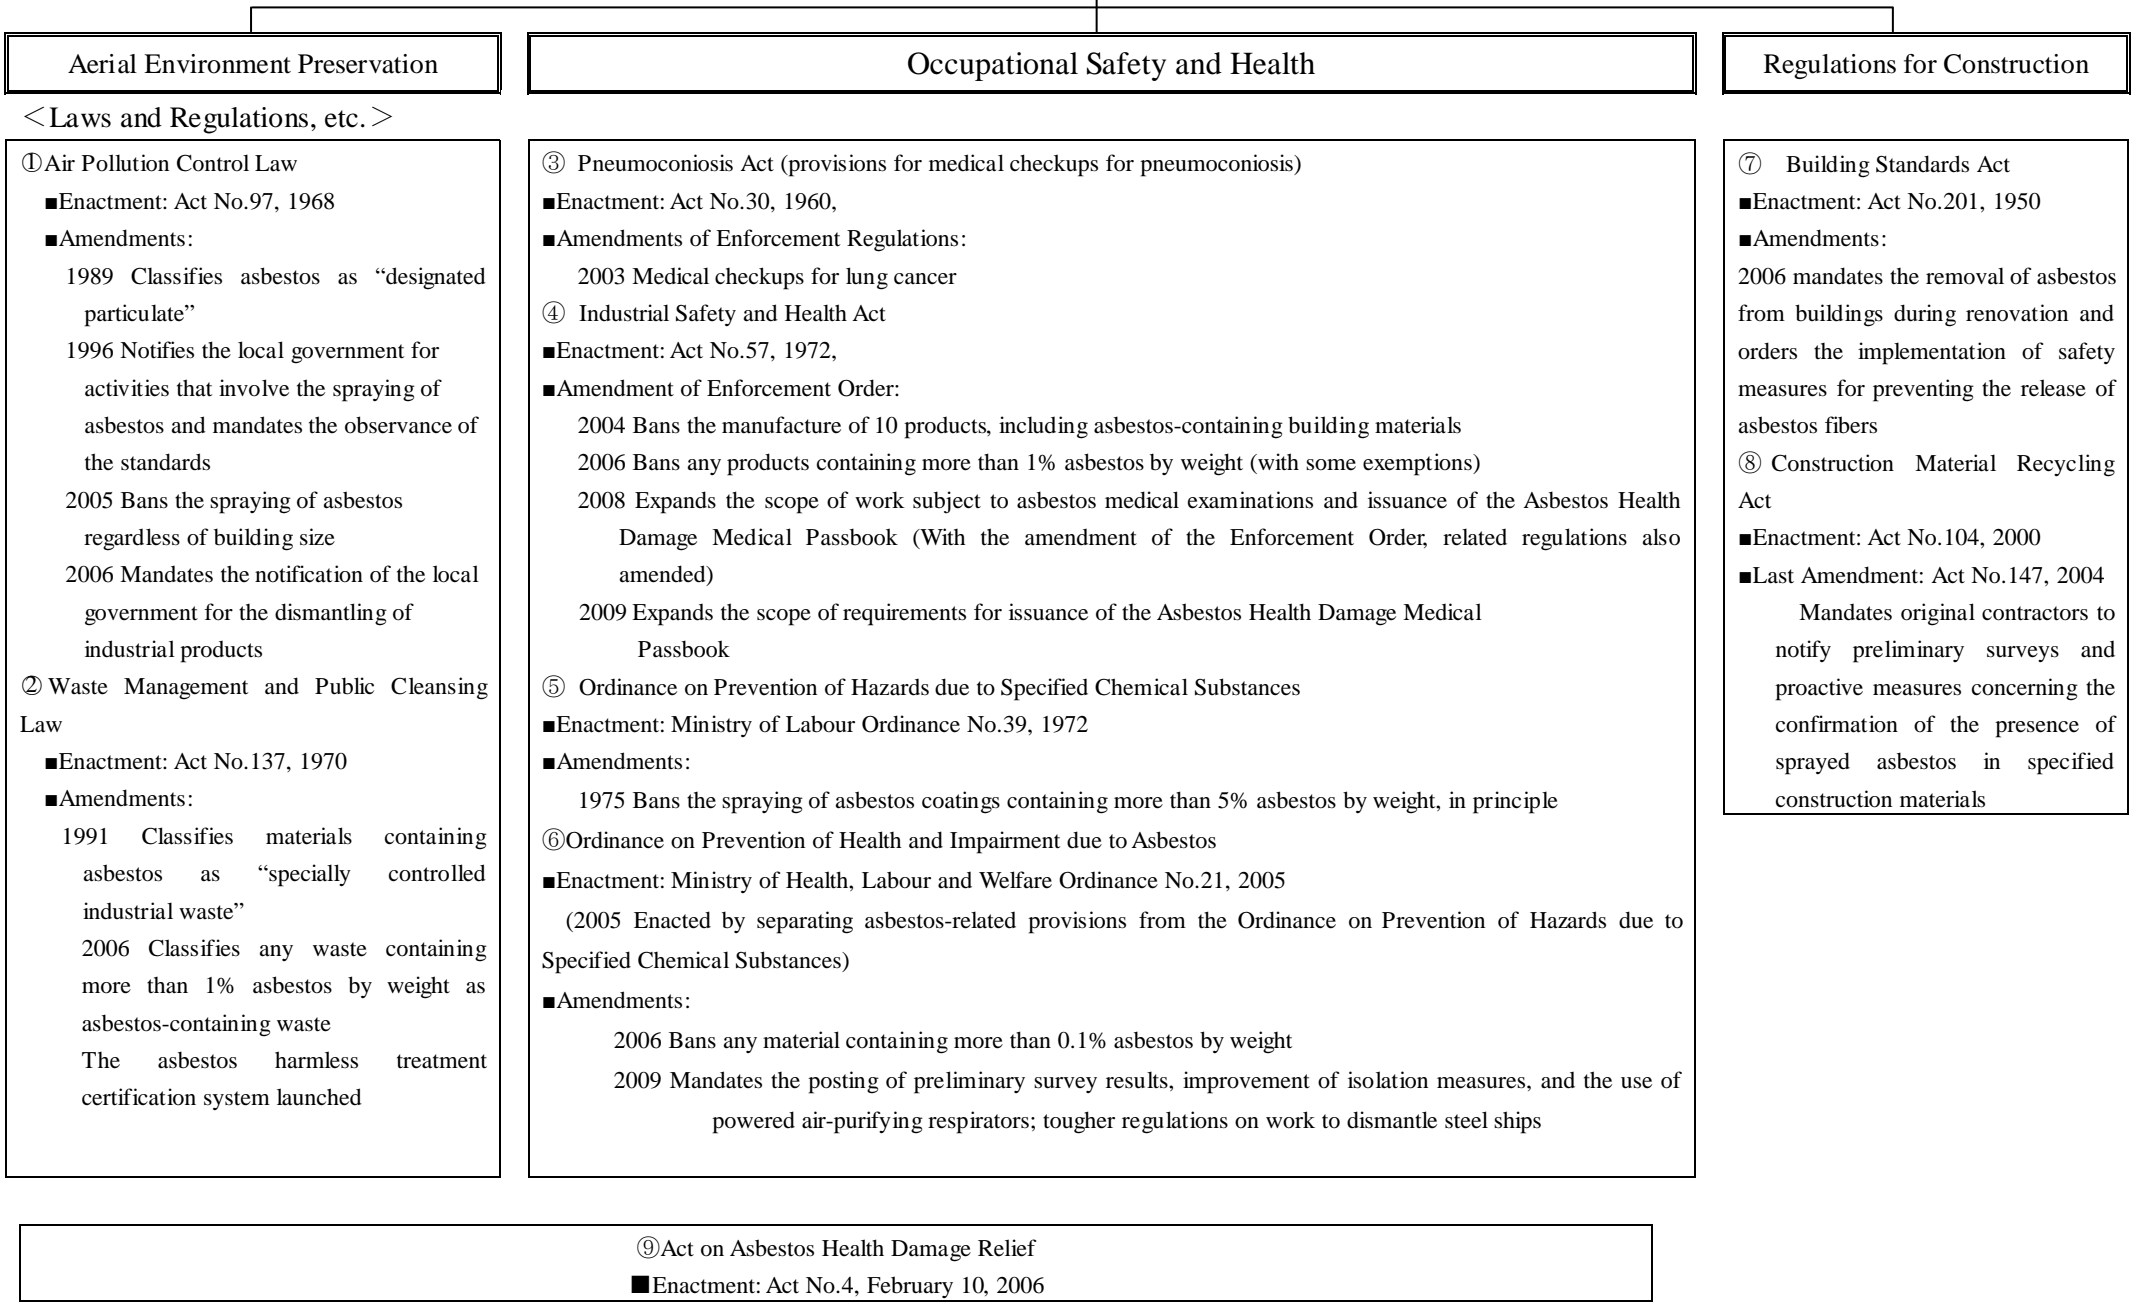 Aerial Environment Preservation
Occupational Safety and Health
Regulations for Construction
＜Laws and Regulations, etc.＞
①Air Pollution Control Law
■Enactment: Act No.97, 1968
■Amendments:
1989 Classifies asbestos as “designated
particulate”
1996 Notifies the local government for
activities that involve the spraying of
asbestos and mandates the observance of
the standards
2005 Bans the spraying of asbestos
regardless of building size
2006 Mandates the notification of the local
government for the dismantling of
industrial products
② Waste Management and Public Cleansing
Law
■Enactment: Act No.137, 1970
■Amendments:
1991 Classifies materials containing
asbestos as “specially controlled
industrial waste”
2006 Classifies any waste containing
more than 1% asbestos by weight as
asbestos-containing waste
The asbestos harmless treatment
certification system launched
③ Pneumoconiosis Act (provisions for medical checkups for pneumoconiosis)
■Enactment: Act No.30, 1960,
■Amendments of Enforcement Regulations:
2003 Medical checkups for lung cancer
④ Industrial Safety and Health Act
■Enactment: Act No.57, 1972,
■Amendment of Enforcement Order:
2004 Bans the manufacture of 10 products, including asbestos-containing building materials
2006 Bans any products containing more than 1% asbestos by weight (with some exemptions)
2008 Expands the scope of work subject to asbestos medical examinations and issuance of the Asbestos Health
Damage Medical Passbook (With the amendment of the Enforcement Order, related regulations also
amended)
2009 Expands the scope of requirements for issuance of the Asbestos Health Damage Medical
Passbook
⑤ Ordinance on Prevention of Hazards due to Specified Chemical Substances
■Enactment: Ministry of Labour Ordinance No.39, 1972
■Amendments:
1975 Bans the spraying of asbestos coatings containing more than 5% asbestos by weight, in principle
⑥Ordinance on Prevention of Health and Impairment due to Asbestos
■Enactment: Ministry of Health, Labour and Welfare Ordinance No.21, 2005
(2005 Enacted by separating asbestos-related provisions from the Ordinance on Prevention of Hazards due to
Specified Chemical Substances)
■Amendments:
2006 Bans any material containing more than 0.1% asbestos by weight
2009 Mandates the posting of preliminary survey results, improvement of isolation measures, and the use of
powered air-purifying respirators; tougher regulations on work to dismantle steel ships
⑦ Building Standards Act
■Enactment: Act No.201, 1950
■Amendments:
2006 mandates the removal of asbestos
from buildings during renovation and
orders the implementation of safety
measures for preventing the release of
asbestos fibers
⑧ Construction Material Recycling
Act
■Enactment: Act No.104, 2000
■Last Amendment: Act No.147, 2004
Mandates original contractors to
notify preliminary surveys and
proactive measures concerning the
confirmation of the presence of
sprayed asbestos in specified
construction materials
⑨Act on Asbestos Health Damage Relief
■Enactment: Act No.4, February 10, 2006